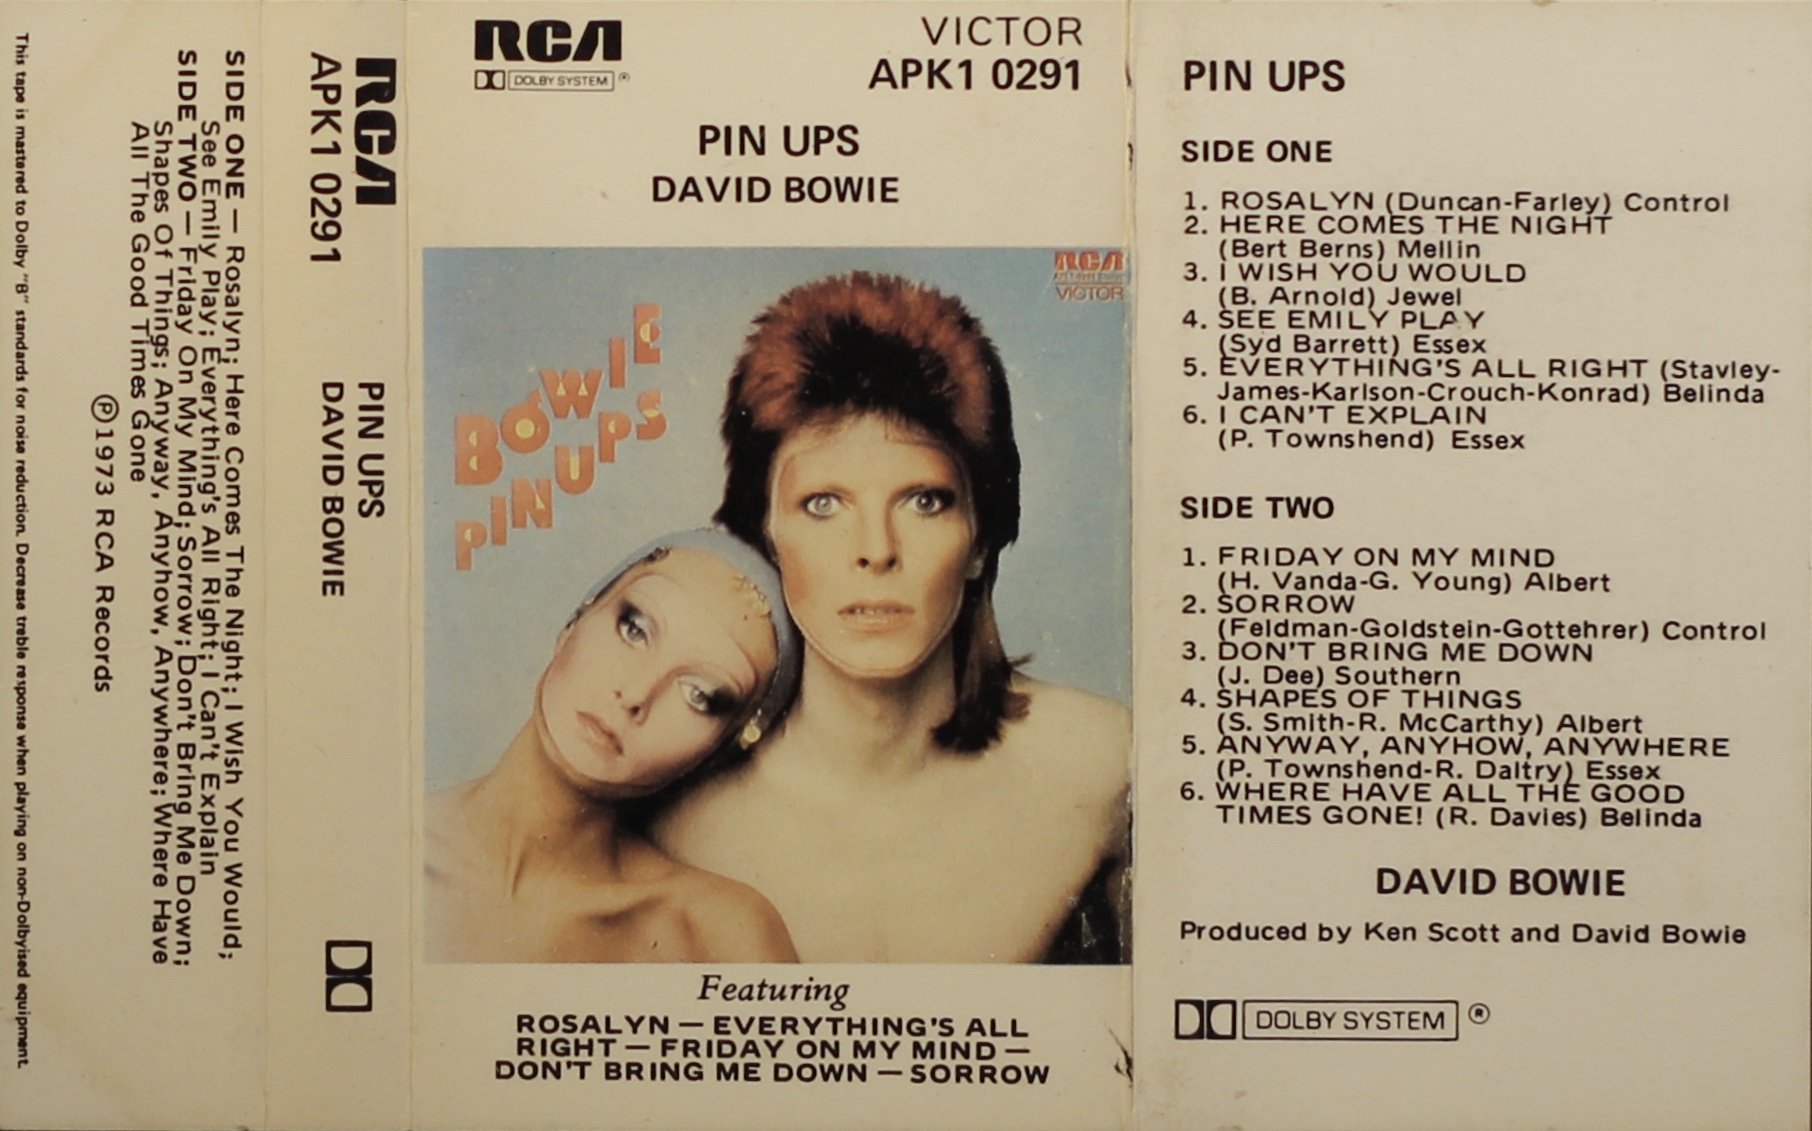 This tape is mastered to Dolby "B" standards for noise reduction. Decrease treble response when playing on non-Dolbyised equipment.
SIDE ONE — Rosalyn; Here Comes The Night; I Wish You Would;
See Emily Play; Everything's All Right; I Can't Explain
SIDE TWO — Friday On My Mind; Sorrow; Don't Bring Me Down;
Shapes Of Things; Anyway, Anyhow, Anywhere; Where Have
All The Good Times Gone
℗1973 RCA Records
RCA
APK1 0291
PIN UPS
DAVID BOWIE
RCA
DOLBY SYSTEM ®
VICTOR
APK1 0291
PIN UPS
DAVID BOWIE
RCA
VICTOR
BOWIE
PINUPS
Featuring
ROSALYN — EVERYTHING'S ALL
RIGHT — FRIDAY ON MY MIND —
DON'T BRING ME DOWN — SORROW
PIN UPS
SIDE ONE
1. ROSALYN (Duncan-Farley) Control
2. HERE COMES THE NIGHT
(Bert Berns) Mellin
3. I WISH YOU WOULD
(B. Arnold) Jewel
4. SEE EMILY PLAY
(Syd Barrett) Essex
5. EVERYTHING'S ALL RIGHT (Stavley-
James-Karlson-Crouch-Konrad) Belinda
6. I CAN'T EXPLAIN
(P. Townshend) Essex
SIDE TWO
1. FRIDAY ON MY MIND
(H. Vanda-G. Young) Albert
2. SORROW
(Feldman-Goldstein-Gottehrer) Control
3. DON'T BRING ME DOWN
(J. Dee) Southern
4. SHAPES OF THINGS
(S. Smith-R. McCarthy) Albert
5. ANYWAY, ANYHOW, ANYWHERE
(P. Townshend-R. Daltry) Essex
6. WHERE HAVE ALL THE GOOD
TIMES GONE! (R. Davies) Belinda
DAVID BOWIE
Produced by Ken Scott and David Bowie
DOLBY SYSTEM ®